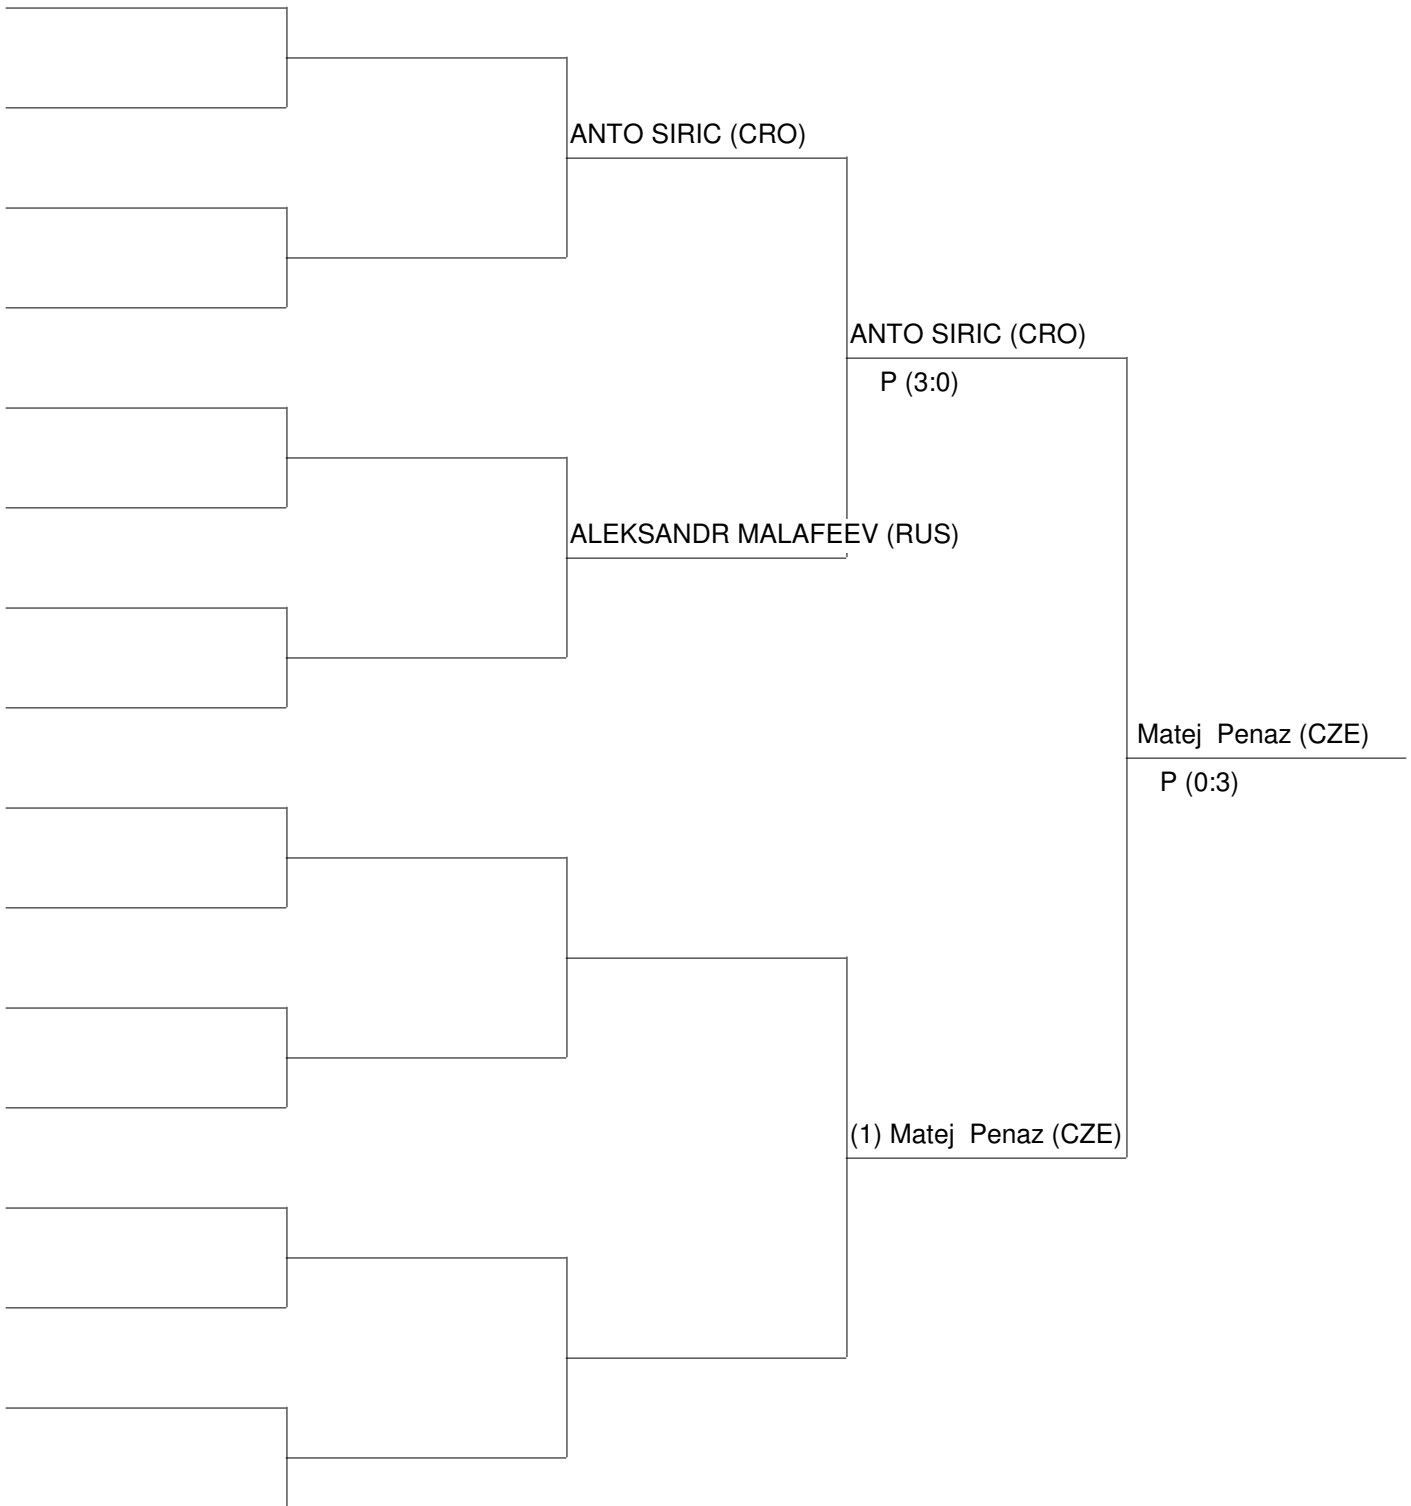 ANTO SIRIC (CRO)
ANTO SIRIC (CRO)
P (3:0)
ALEKSANDR MALAFEEV (RUS)
Matej  Penaz (CZE)
P (0:3)
(1) Matej  Penaz (CZE)